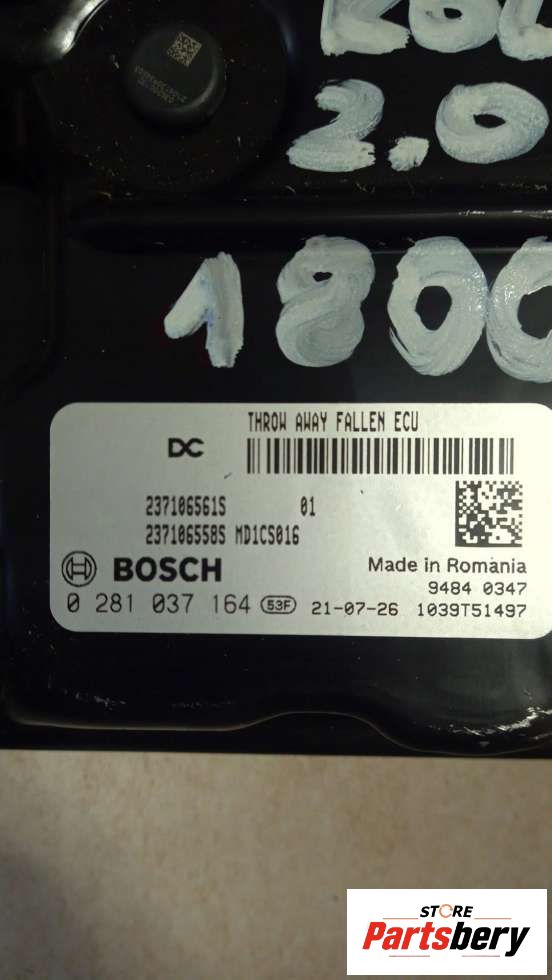 2.0
1800
THROW AWAY FALLEN ECU
DC
237106561S 01
237106558S MD1CS016
BOSCH
Made in Romania
9484 0347
0 281 037 164 53F 21-07-26 1039T51497
STORE
Partsbery